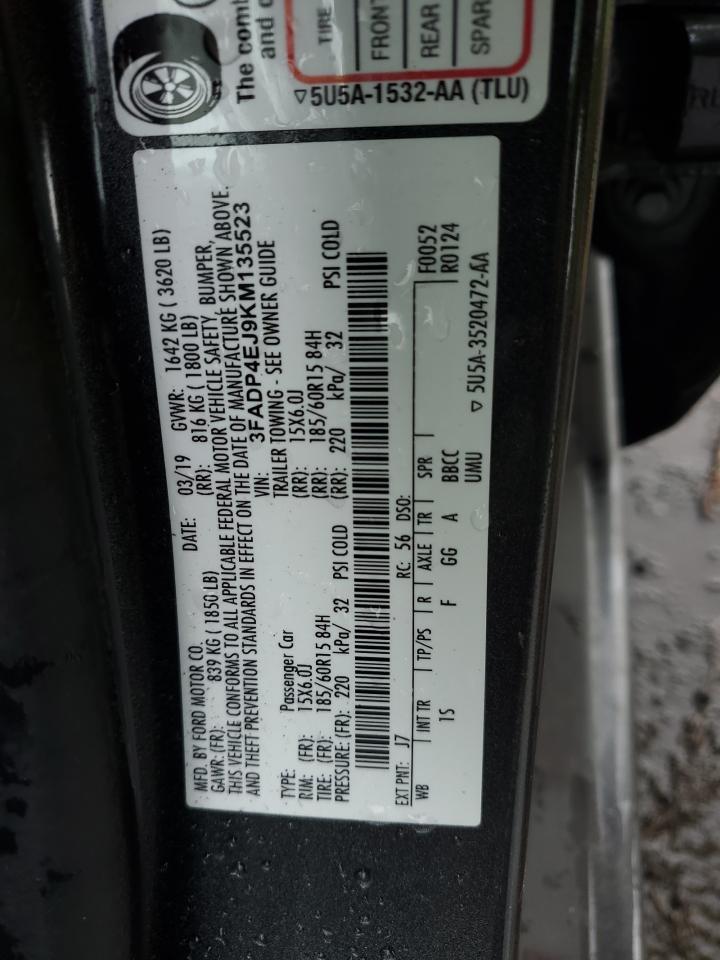 The comb
and c
TIRE
FRONT
REAR
SPAR
▽5U5A-1532-AA (TLU)
MFD. BY FORD MOTOR CO.
DATE: 03/19 GVWR: 1642 KG ( 3620 LB)
GAWR: (FR): 839 KG ( 1850 LB) (RR): 816 KG ( 1800 LB)
THIS VEHICLE CONFORMS TO ALL APPLICABLE FEDERAL MOTOR VEHICLE SAFETY, BUMPER,
AND THEFT PREVENTION STANDARDS IN EFFECT ON THE DATE OF MANUFACTURE SHOWN ABOVE.
VIN: 3FADP4EJ9KM135523
TYPE: Passenger Car TRAILER TOWING - SEE OWNER GUIDE
RIM: (FR): 15X6.0J (RR): 15X6.0J
TIRE: (FR): 185/60R15 84H (RR): 185/60R15 84H
PRESSURE: (FR): 220 kPa/ 32 PSI COLD (RR): 220 kPa/ 32 PSI COLD
EXT PNT: J7 RC: 56 DSO: F0052
WB INT TR TP/PS R AXLE TR SPR R0124
IS F GG A BBCC
UMU
▽ 5U5A-3520472-AA